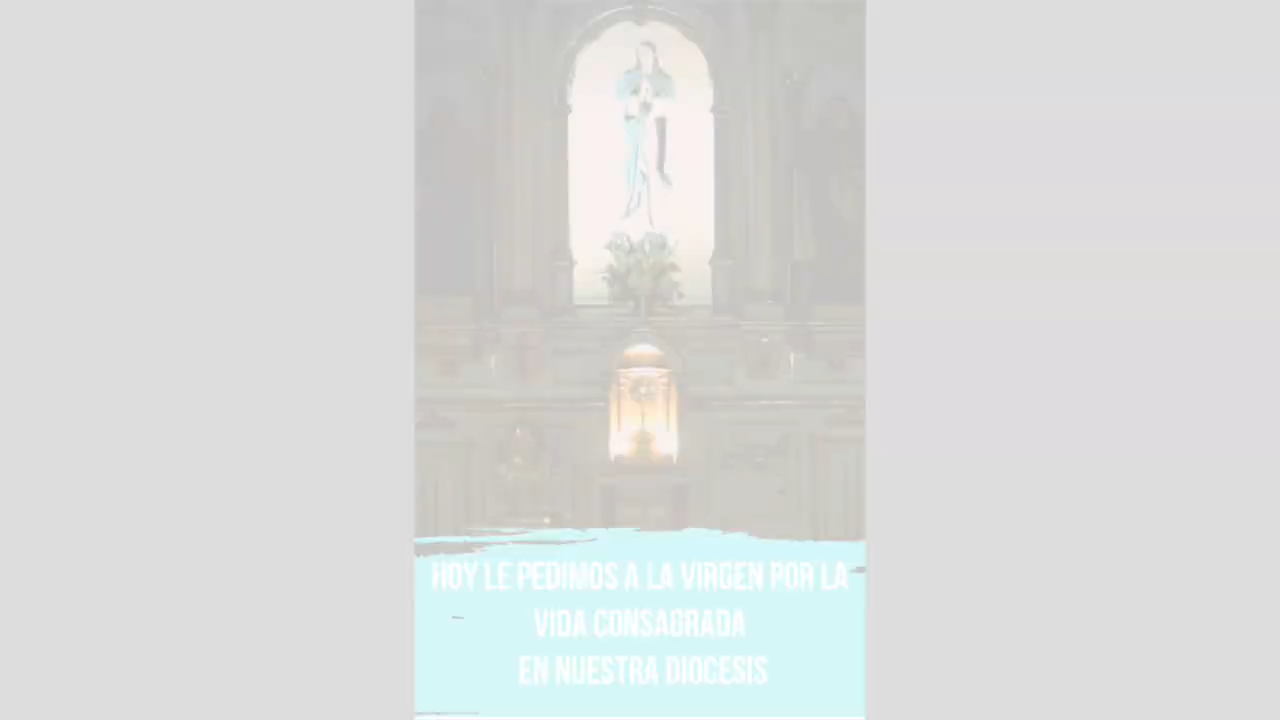 HOY LE PEDIMOS A LA VIRGEN POR LA
VIDA CONSAGRADA
EN NUESTRA DIOCESIS